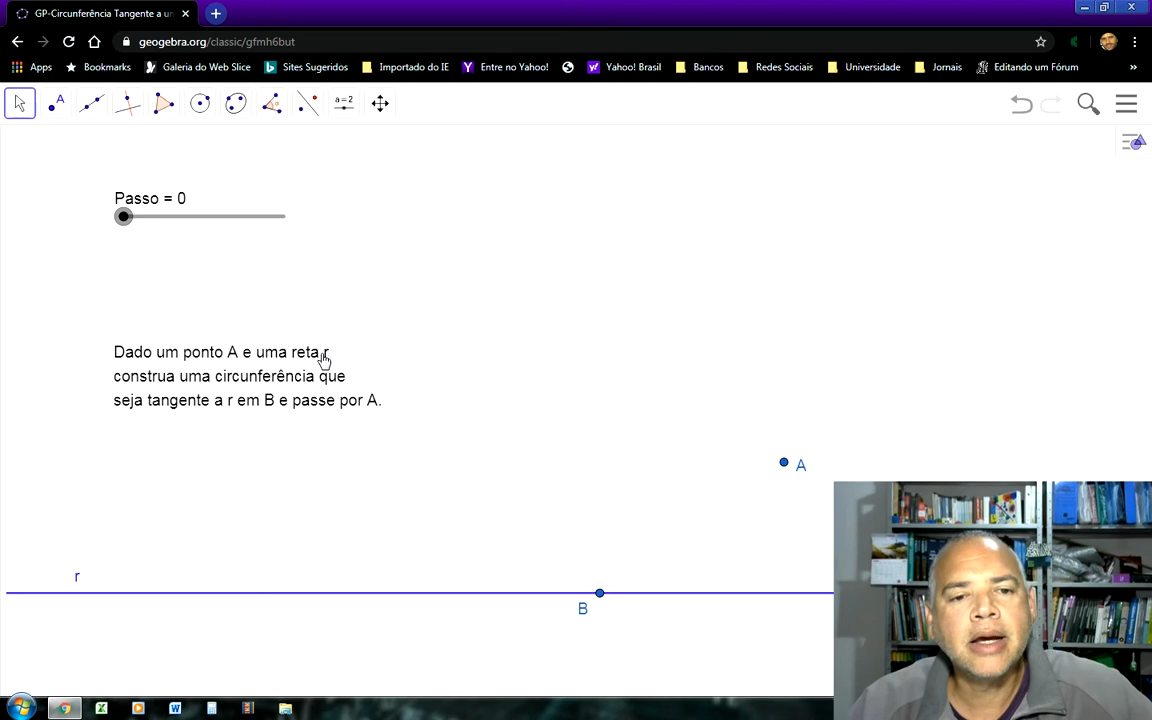 GP-Circunferência Tangente a un
geogebra.org/classic/gfmh6but
Apps Bookmarks Galeria do Web Slice Sites Sugeridos Importado do IE Entre no Yahoo! Yahoo! Brasil Bancos Redes Sociais Universidade Jornais Editando um Fórum »
A
a=2
Passo = 0
Dado um ponto A e uma reta r
construa uma circunferência que
seja tangente a r em B e passe por A.
A
r
B